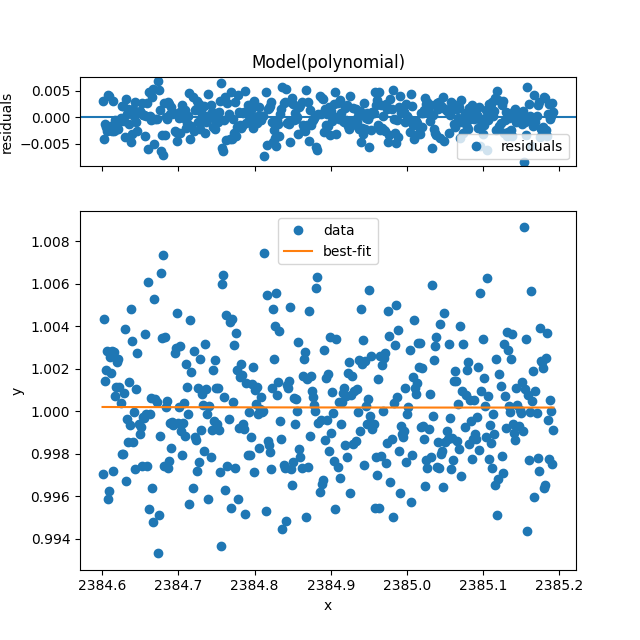 Model(polynomial)
residuals
0.005
0.000
−0.005
residuals
data
best-fit
y
1.008
1.006
1.004
1.002
1.000
0.998
0.996
0.994
2384.6 2384.7 2384.8 2384.9 2385.0 2385.1 2385.2
x